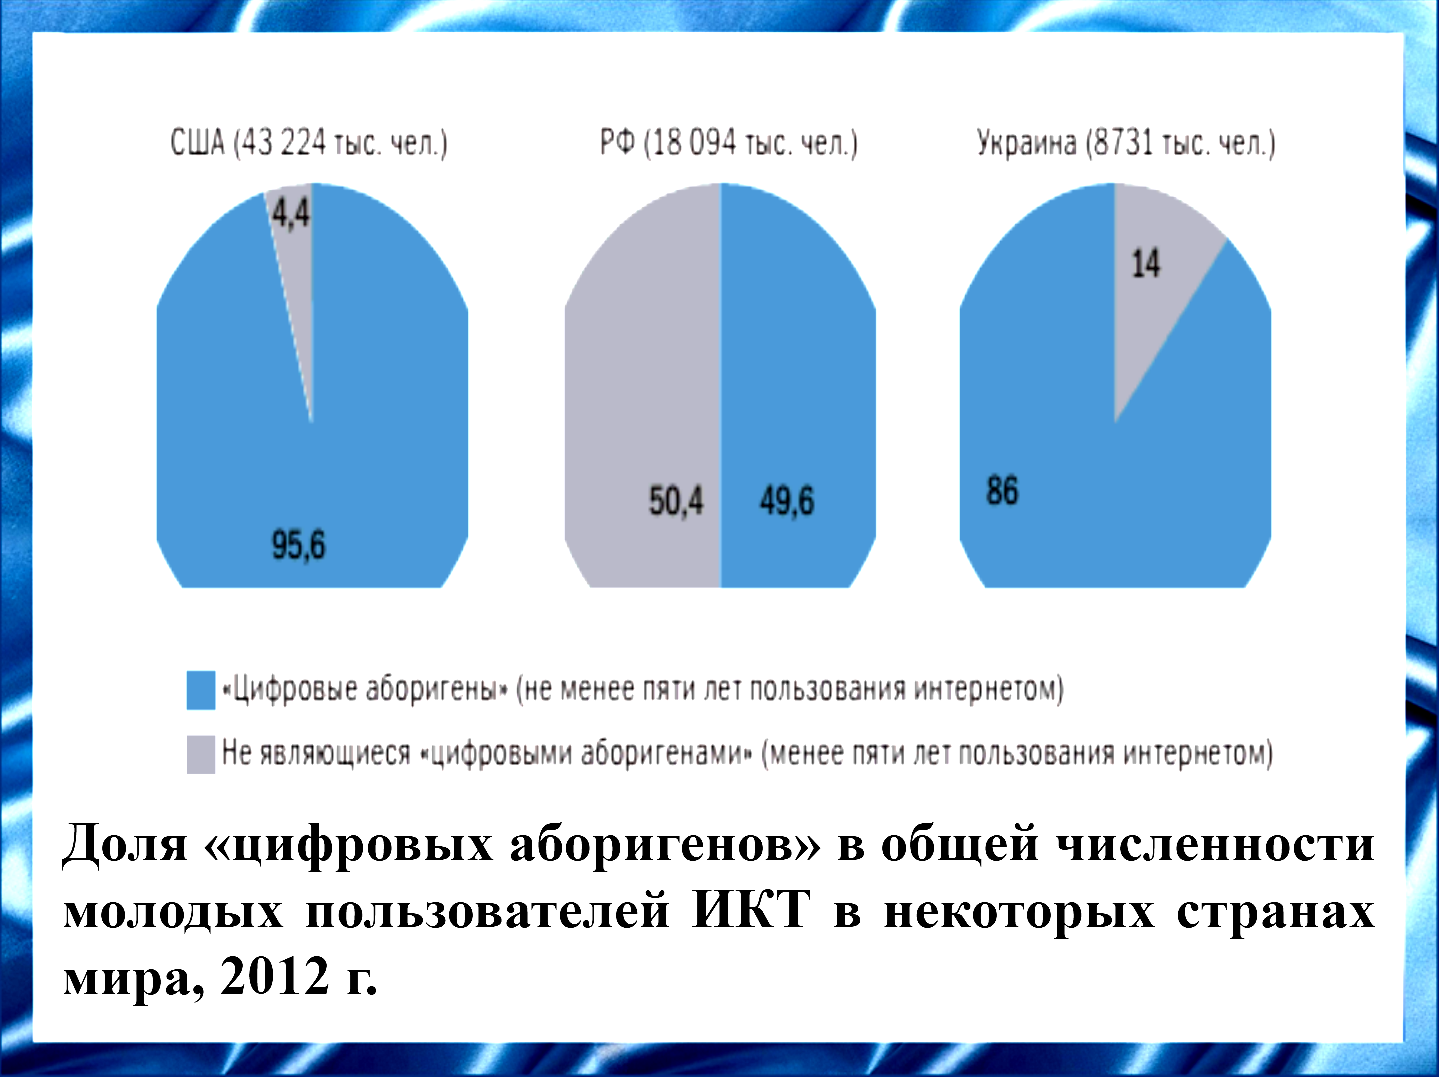 США (43 224 тыс. чел.)
РФ (18 094 тыс. чел.)
Украина (8731 тыс. чел.)
4,4
95,6
50,4
49,6
14
86
«Цифровые аборигены» (не менее пяти лет пользования интернетом)
Не являющиеся «цифровыми аборигенами» (менее пяти лет пользования интернетом)
Доля «цифровых аборигенов» в общей численности
молодых пользователей ИКТ в некоторых странах
мира, 2012 г.